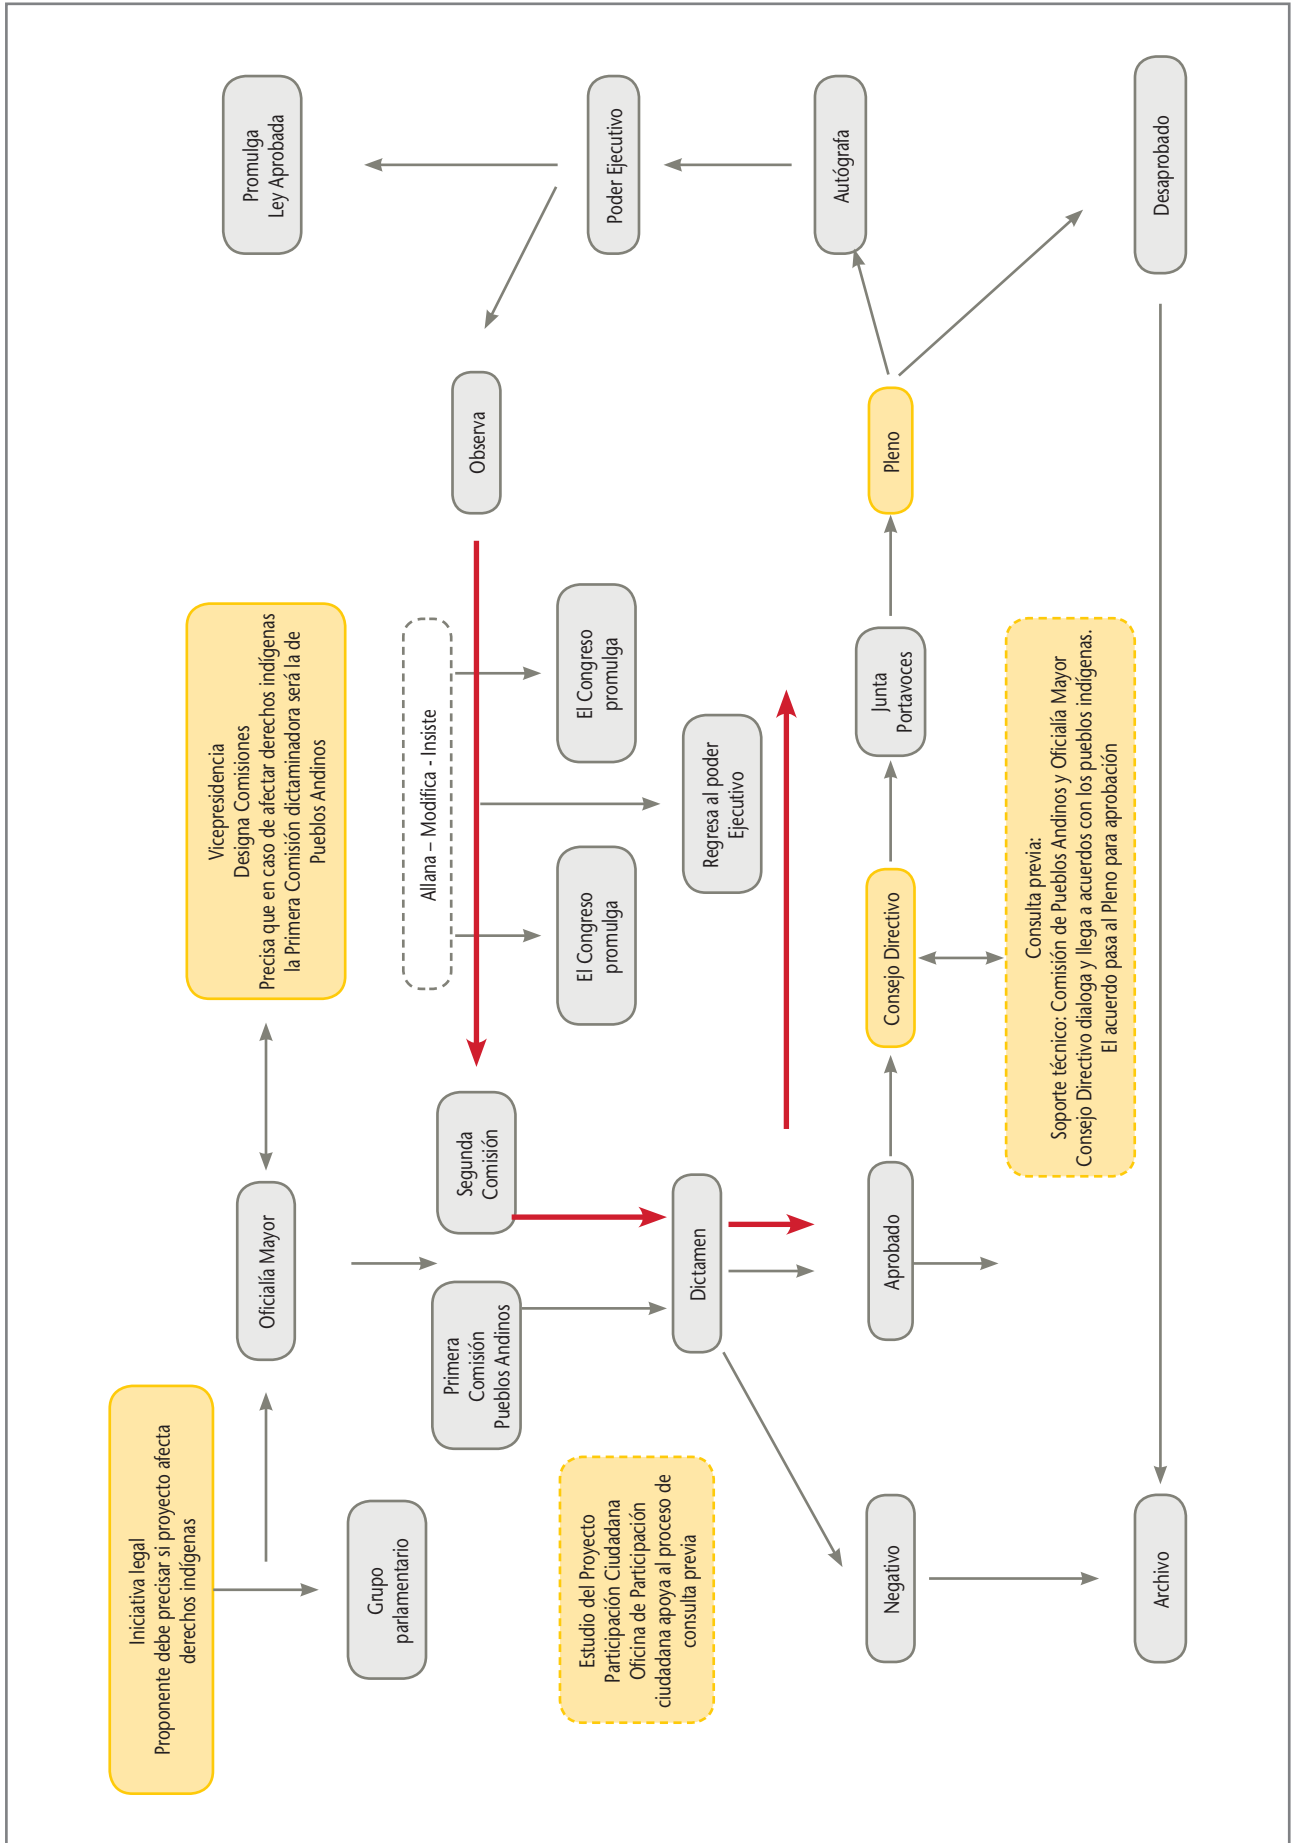 Iniciativa legal
Proponente debe precisar si proyecto afecta
derechos indígenas
Oficialía Mayor
Vicepresidencia
Designa Comisiones
Precisa que en caso de afectar derechos indígenas
la Primera Comisión dictaminadora será la de
Pueblos Andinos
Promulga
Ley Aprobada
Grupo
parlamentario
Primera
Comisión
Pueblos Andinos
Segunda
Comisión
Allana – Modifica - Insiste
Observa
Estudio del Proyecto
Participación Ciudadana
Oficina de Participación
ciudadana apoya al proceso de
consulta previa
El Congreso
promulga
El Congreso
promulga
Poder Ejecutivo
Dictamen
Regresa al poder
Ejecutivo
Negativo
Aprobado
Consejo Directivo
Junta
Portavoces
Pleno
Autógrafa
Consulta previa:
Soporte técnico: Comisión de Pueblos Andinos y Oficialía Mayor
Consejo Directivo dialoga y llega a acuerdos con los pueblos indígenas.
El acuerdo pasa al Pleno para aprobación
Archivo
Desaprobado